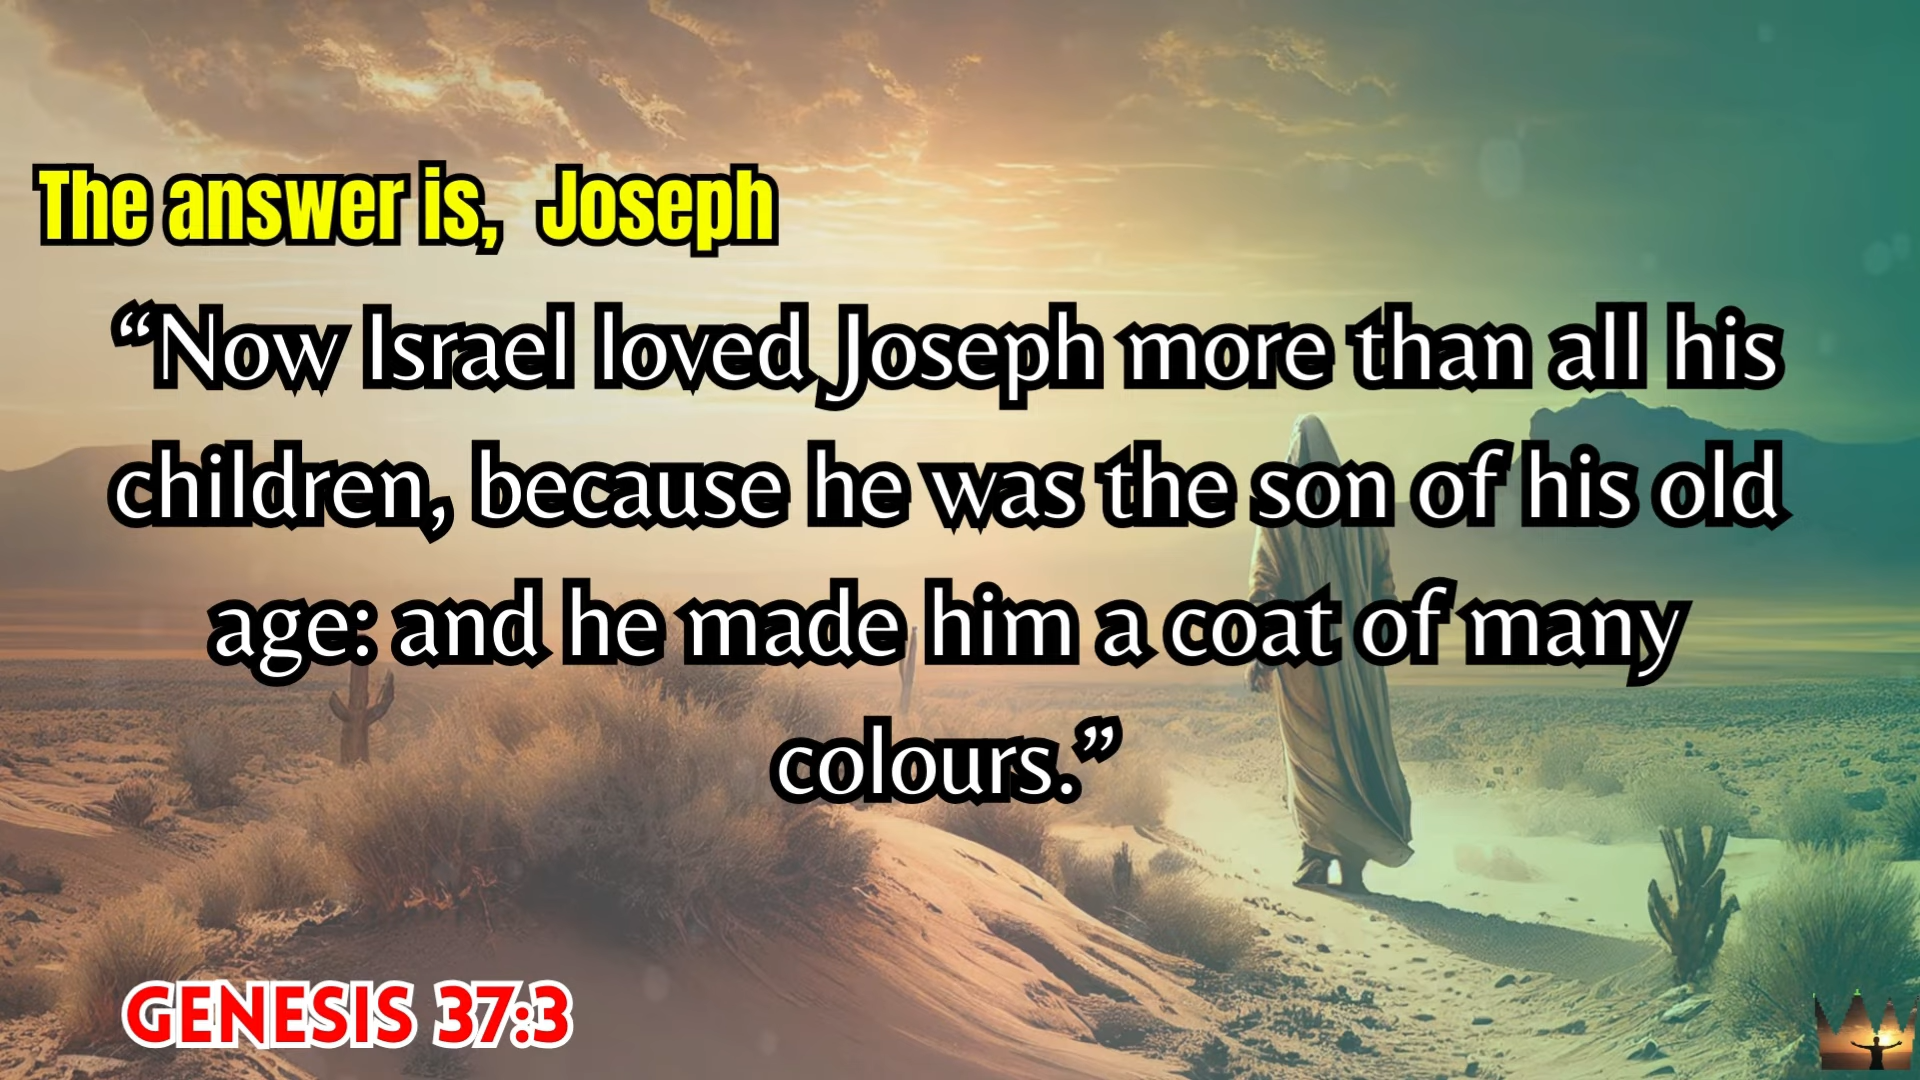 The answer is, Joseph
“Now Israel loved Joseph more than all his
children, because he was the son of his old
age: and he made him a coat of many
colours.”
GENESIS 37:3